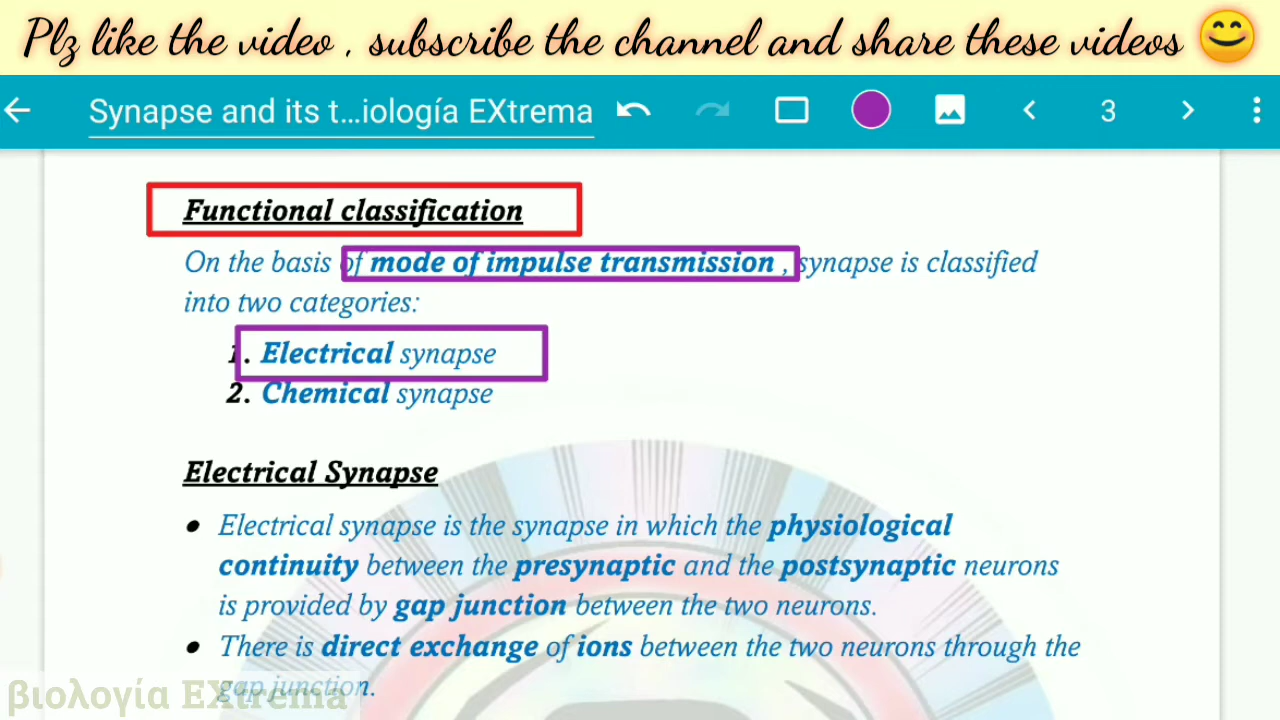 Plz like the video , subscribe the channel and share these videos 😊
Synapse and its t...iología EXtrema
3
Functional classification
On the basis of mode of impulse transmission , synapse is classified
into two categories:
1. Electrical synapse
2. Chemical synapse
Electrical Synapse
● Electrical synapse is the synapse in which the physiological
continuity between the presynaptic and the postsynaptic neurons
is provided by gap junction between the two neurons.
● There is direct exchange of ions between the two neurons through the
gap junction.
βιολογία EXtrema